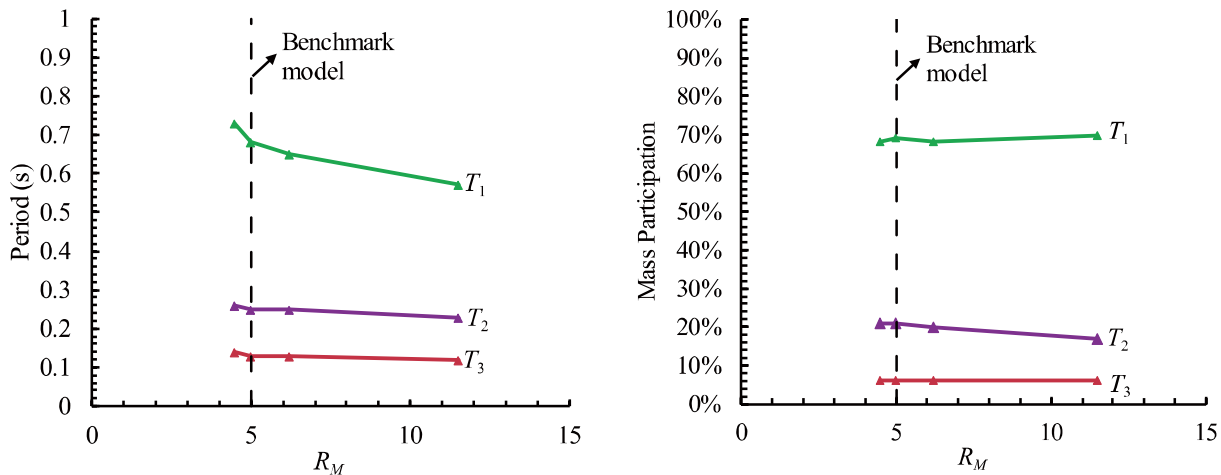 1
0.9
0.8
0.7
0.6
0.5
0.4
0.3
0.2
0.1
0
Period (s)
Benchmark
model
T1
T2
T3
0 5 10 15
RM
100%
90%
80%
70%
60%
50%
40%
30%
20%
10%
0%
Mass Participation
Benchmark
model
T1
T2
T3
0 5 10 15
RM